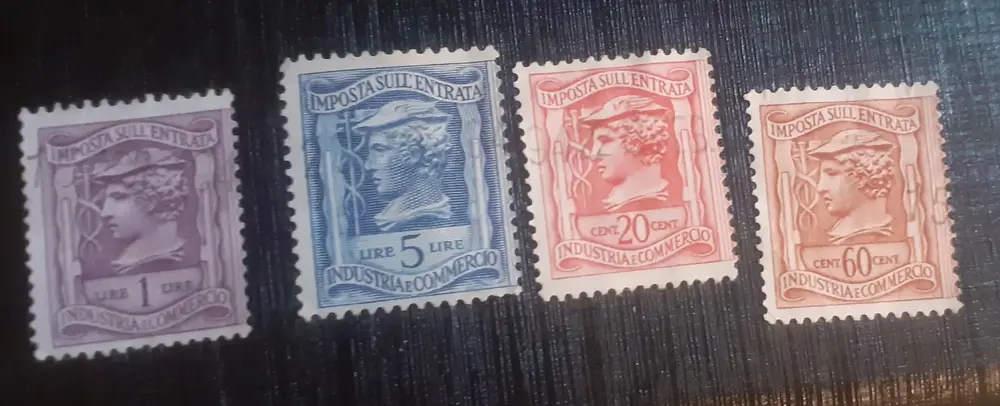 IMPOSTA SULL'ENTRATA
LIRE 1 LIRE
INDUSTRIA E COMMERCIO
IMPOSTA SULL'ENTRATA
LIRE 5 LIRE
INDUSTRIA E COMMERCIO
IMPOSTA SULL'ENTRATA
CENT. 20 CENT.
INDUSTRIA E COMMERCIO
IMPOSTA SULL'ENTRATA
CENT. 60 CENT.
INDUSTRIA E COMMERCIO